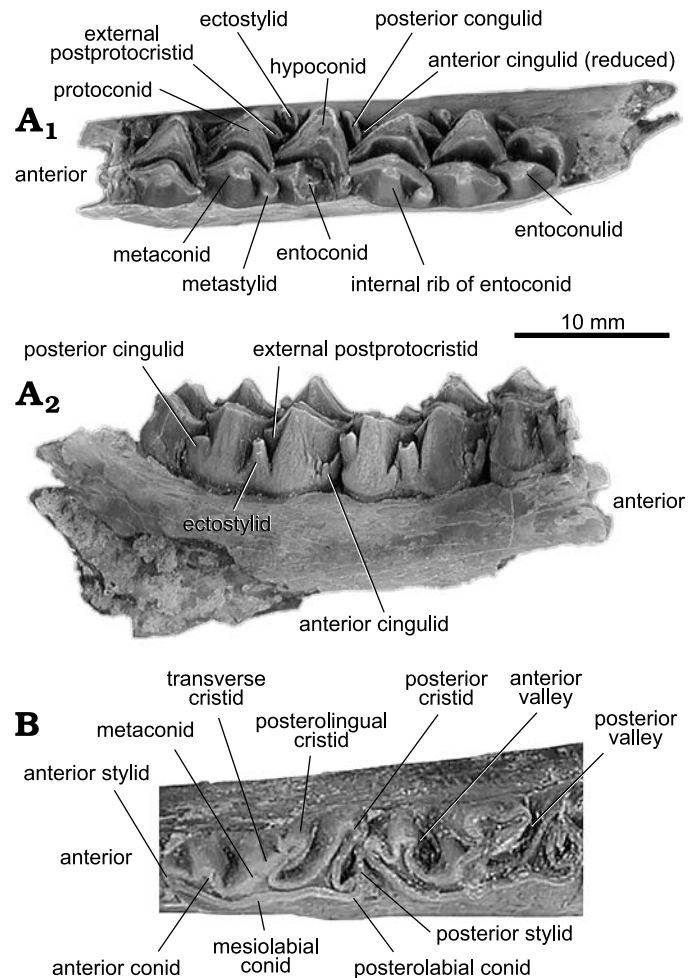 ectostylid
posterior congulid
external
postprotocristid
hypoconid
anterior cingulid (reduced)
protoconid
A1
anterior
metaconid
entoconid
entoconulid
metastylid
internal rib of entoconid
10 mm
posterior cingulid
external postprotocristid
A2
ectostylid
anterior
anterior cingulid
transverse
cristid
posterior
cristid
anterior
valley
B
metaconid
posterolingual
cristid
posterior
valley
anterior stylid
anterior
posterior stylid
anterior conid
mesiolabial
conid
posterolabial conid